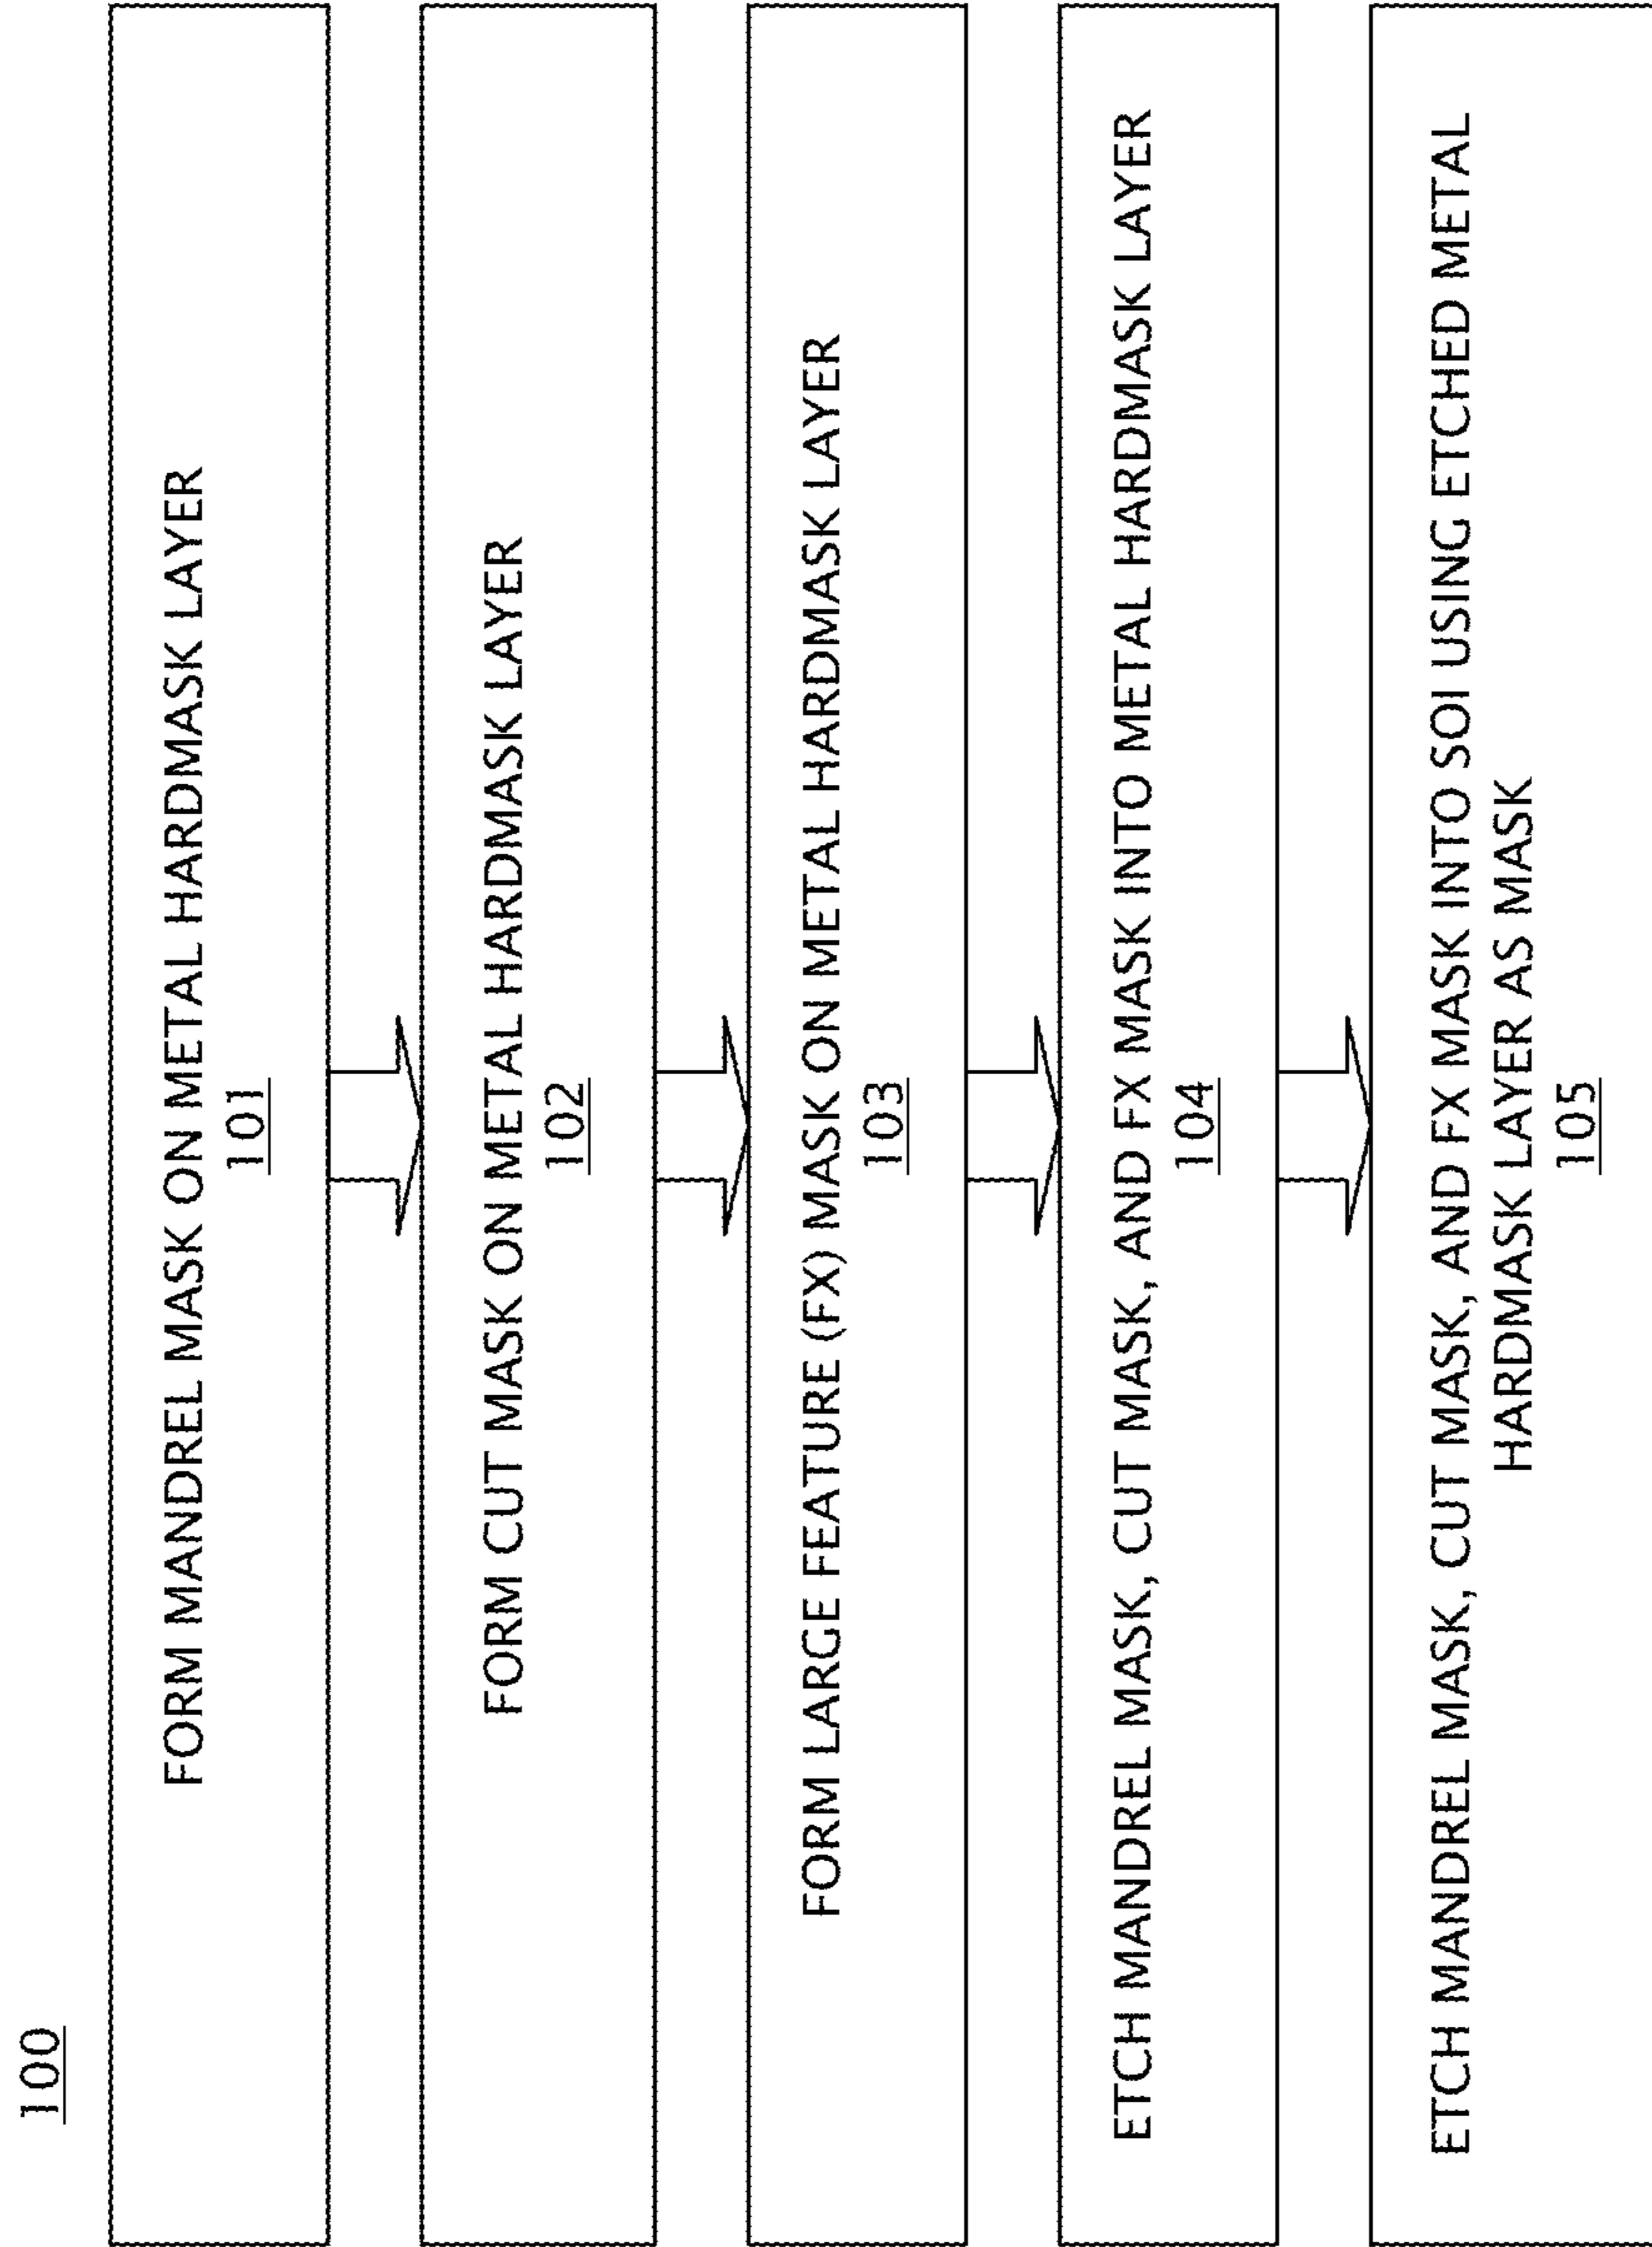 100
FORM MANDREL MASK ON METAL HARDMASK LAYER
101
FORM CUT MASK ON METAL HARDMASK LAYER
102
FORM LARGE FEATURE (FX) MASK ON METAL HARDMASK LAYER
103
ETCH MANDREL MASK, CUT MASK, AND FX MASK INTO METAL HARDMASK LAYER
104
ETCH MANDREL MASK, CUT MASK, AND FX MASK INTO SOI USING ETCHED METAL
HARDMASK LAYER AS MASK
105